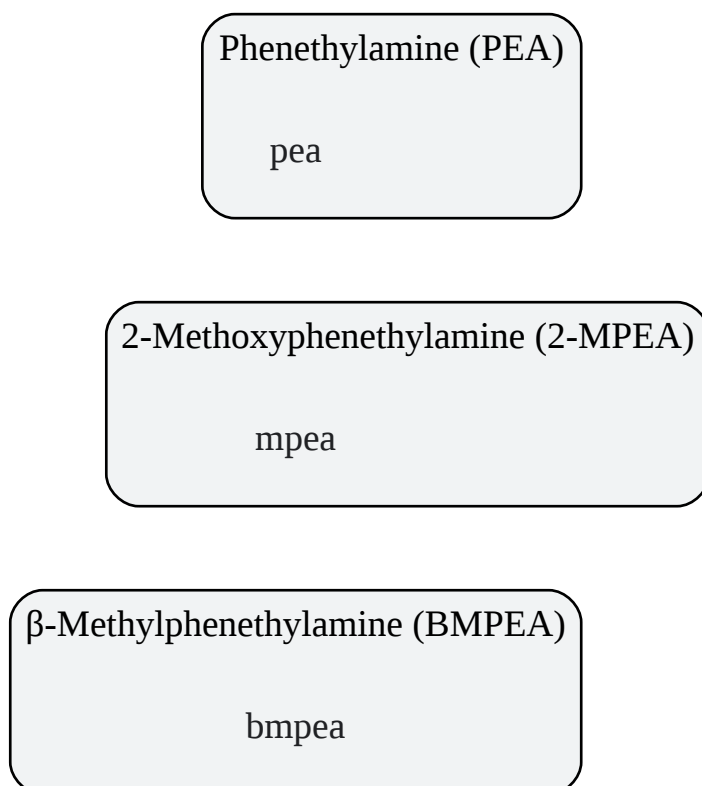 Phenethylamine (PEA)
pea
2-Methoxyphenethylamine (2-MPEA)
mpea
β-Methylphenethylamine (BMPEA)
bmpea